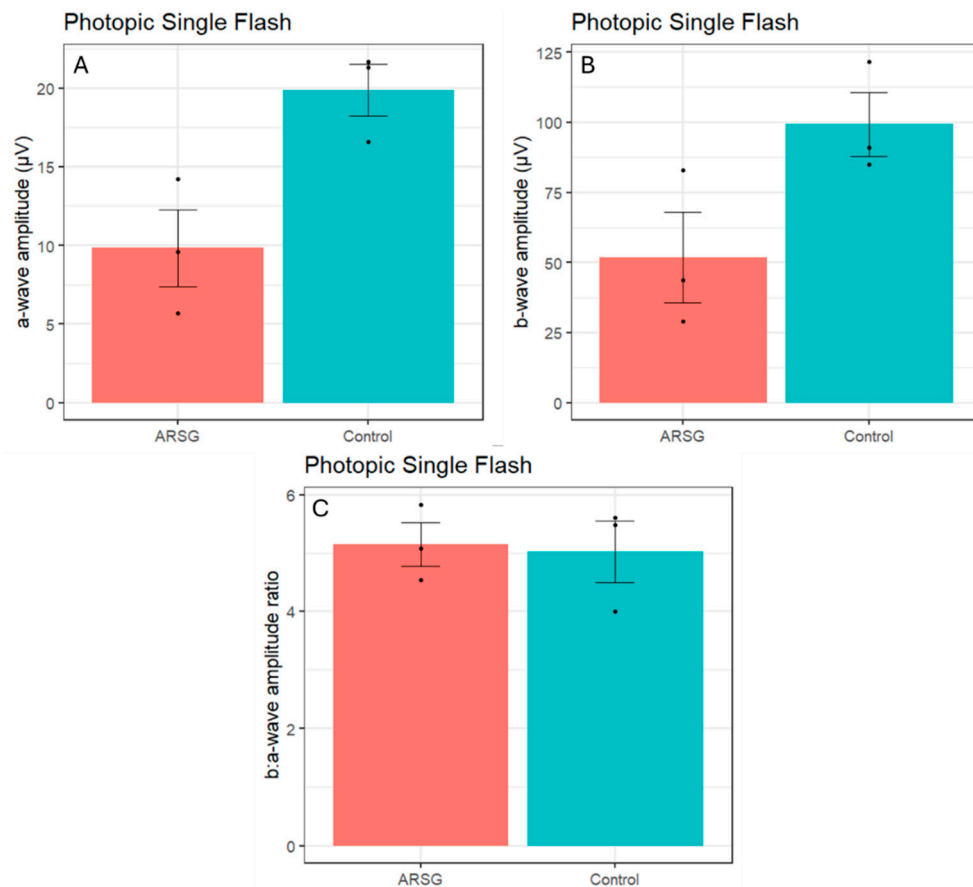 Photopic Single Flash
A
a-wave amplitude (µV)
20
15
10
5
0
ARSG
Control
Photopic Single Flash
B
b-wave amplitude (µV)
125
100
75
50
25
0
ARSG
Control
Photopic Single Flash
C
b:a-wave amplitude ratio
6
4
2
0
ARSG
Control